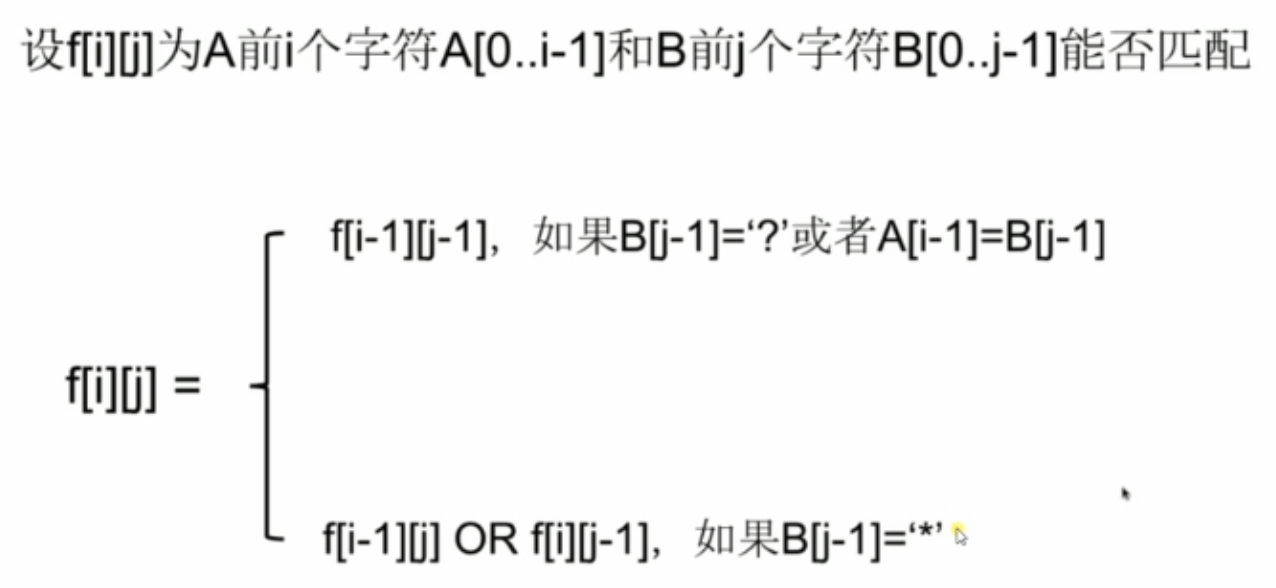 设f[i][j]为A前i个字符A[0..i-1]和B前j个字符B[0..j-1]能否匹配
f[i-1][j-1]，如果B[j-1]=‘?’或者A[i-1]=B[j-1]
f[i][j] =
f[i-1][j] OR f[i][j-1]，如果B[j-1]=‘*’